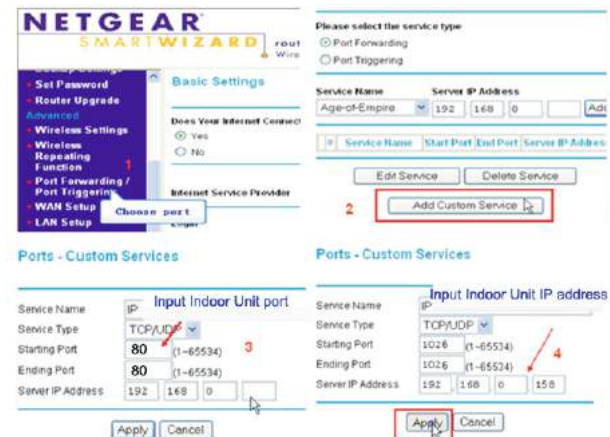 NETGEAR
SMARTWIZARD rout
Wire
Backup Settings
Set Password
Router Upgrade
Advanced
Wireless Settings
Wireless
Repeating
Function
1
Port Forwarding /
Port Triggering
WAN Setup
LAN Setup
Choose port
Basic Settings
Does Your Internet Connect
Yes
No
Internet Service Provider
Login
Please select the service type
Port Forwarding
Port Triggering
Service Name Server IP Address
Age-of-Empire 192 168 0 Add
# Service Name Start Port End Port Server IP Addres
Edit Service Delete Service
2 Add Custom Service
Ports - Custom Services
Service Name IP Input Indoor Unit port
Service Type TCP/UDP
Starting Port 80 (1~65534) 3
Ending Port 80 (1~65534)
Server IP Address 192 168 0
Apply Cancel
Ports - Custom Services
Input Indoor Unit IP address
Service Name IP
Service Type TCP/UDP
Starting Port 1026 (1~65534)
Ending Port 1026 (1~65534) 4
Server IP Address 192 168 0 158
Apply Cancel